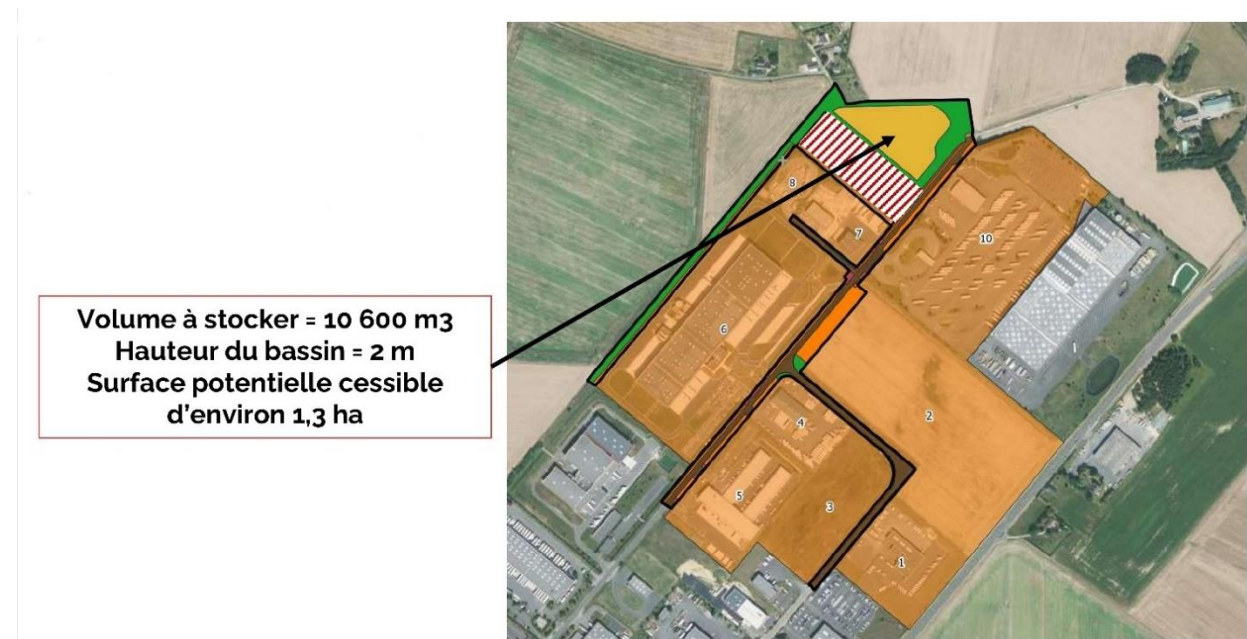 8
7
10
Volume à stocker = 10 600 m3
Hauteur du bassin = 2 m
Surface potentielle cessible
d'environ 1,3 ha
6
2
4
5
3
1